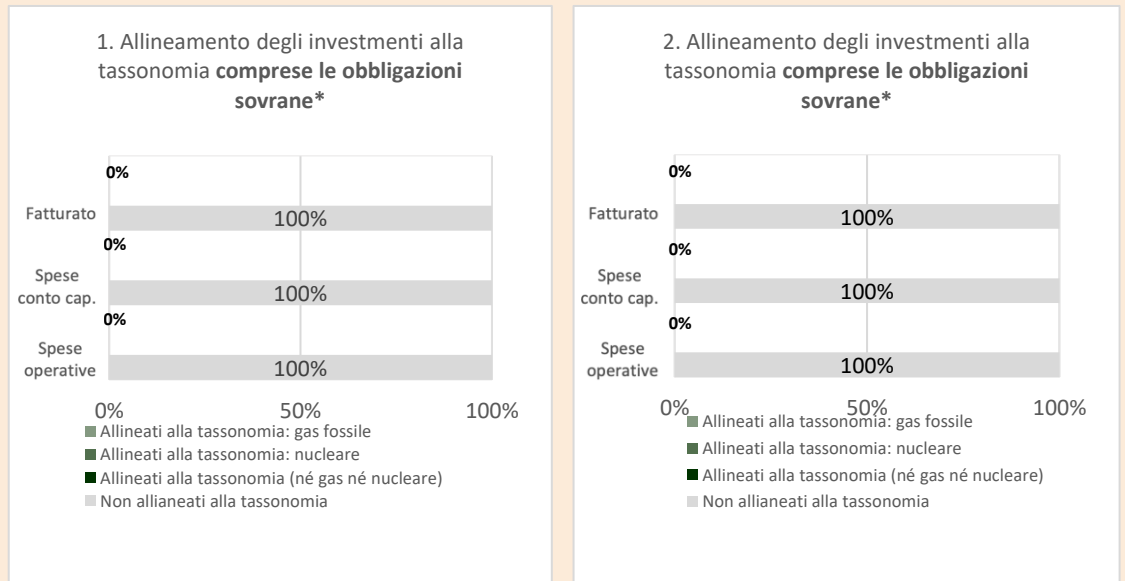 1. Allineamento degli investmenti alla
tassonomia comprese le obbligazioni
sovrane*
0%
Fatturato
100%
0%
Spese
conto cap.
100%
0%
Spese
operative
100%
0%
50%
100%
Allineati alla tassonomia: gas fossile
Allineati alla tassonomia: nucleare
Allineati alla tassonomia (né gas né nucleare)
Non allianeati alla tassonomia
2. Allineamento degli investmenti alla
tassonomia comprese le obbligazioni
sovrane*
0%
Fatturato
100%
0%
Spese
conto cap.
100%
0%
Spese
operative
100%
0%
50%
100%
Allineati alla tassonomia: gas fossile
Allineati alla tassonomia: nucleare
Allineati alla tassonomia (né gas né nucleare)
Non allianeati alla tassonomia